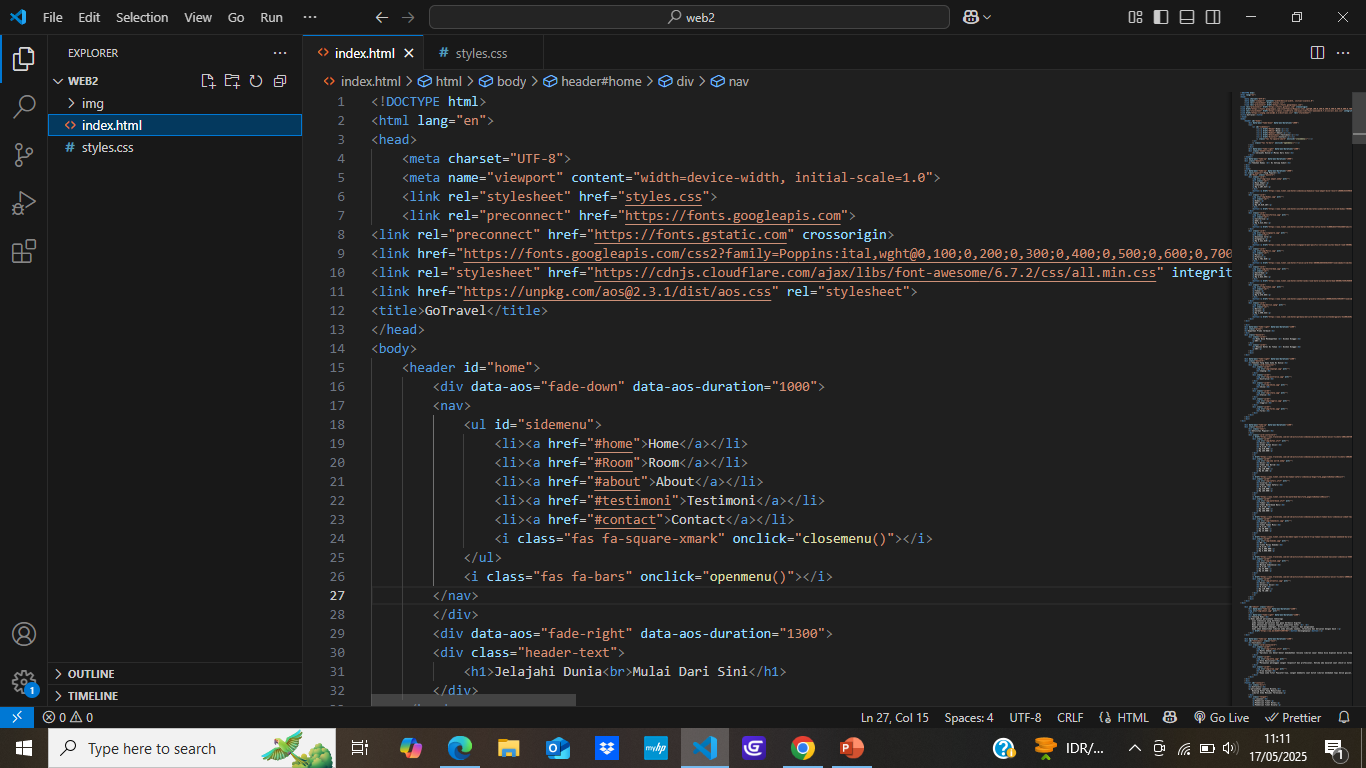 File Edit Selection View Go Run ···
web2
EXPLORER
index.html
styles.css
WEB2
img
index.html
styles.css
index.html > html > body > header#home > div > nav
1 <!DOCTYPE html>
2 <html lang="en">
3 <head>
4 <meta charset="UTF-8">
5 <meta name="viewport" content="width=device-width, initial-scale=1.0">
6 <link rel="stylesheet" href="styles.css">
7 <link rel="preconnect" href="https://fonts.googleapis.com">
8 <link rel="preconnect" href="https://fonts.gstatic.com" crossorigin>
9 <link href="https://fonts.googleapis.com/css2?family=Poppins:ital,wght@0,100;0,200;0,300;0,400;0,500;0,600;0,700
10 <link rel="stylesheet" href="https://cdnjs.cloudflare.com/ajax/libs/font-awesome/6.7.2/css/all.min.css" integrit
11 <link href="https://unpkg.com/aos@2.3.1/dist/aos.css" rel="stylesheet">
12 <title>GoTravel</title>
13 </head>
14 <body>
15 <header id="home">
16 <div data-aos="fade-down" data-aos-duration="1000">
17 <nav>
18 <ul id="sidemenu">
19 <li><a href="#home">Home</a></li>
20 <li><a href="#Room">Room</a></li>
21 <li><a href="#about">About</a></li>
22 <li><a href="#testimoni">Testimoni</a></li>
23 <li><a href="#contact">Contact</a></li>
24 <i class="fas fa-square-xmark" onclick="closemenu()"></i>
25 </ul>
26 <i class="fas fa-bars" onclick="openmenu()"></i>
27 </nav>
28 </div>
29 <div data-aos="fade-right" data-aos-duration="1300">
30 <div class="header-text">
31 <h1>Jelajahi Dunia<br>Mulai Dari Sini</h1>
32 </div>
OUTLINE
TIMELINE
1
0 0
Ln 27, Col 15 Spaces: 4 UTF-8 CRLF HTML Go Live Prettier
Type here to search
myhp
IDR/...
11:11
17/05/2025
1